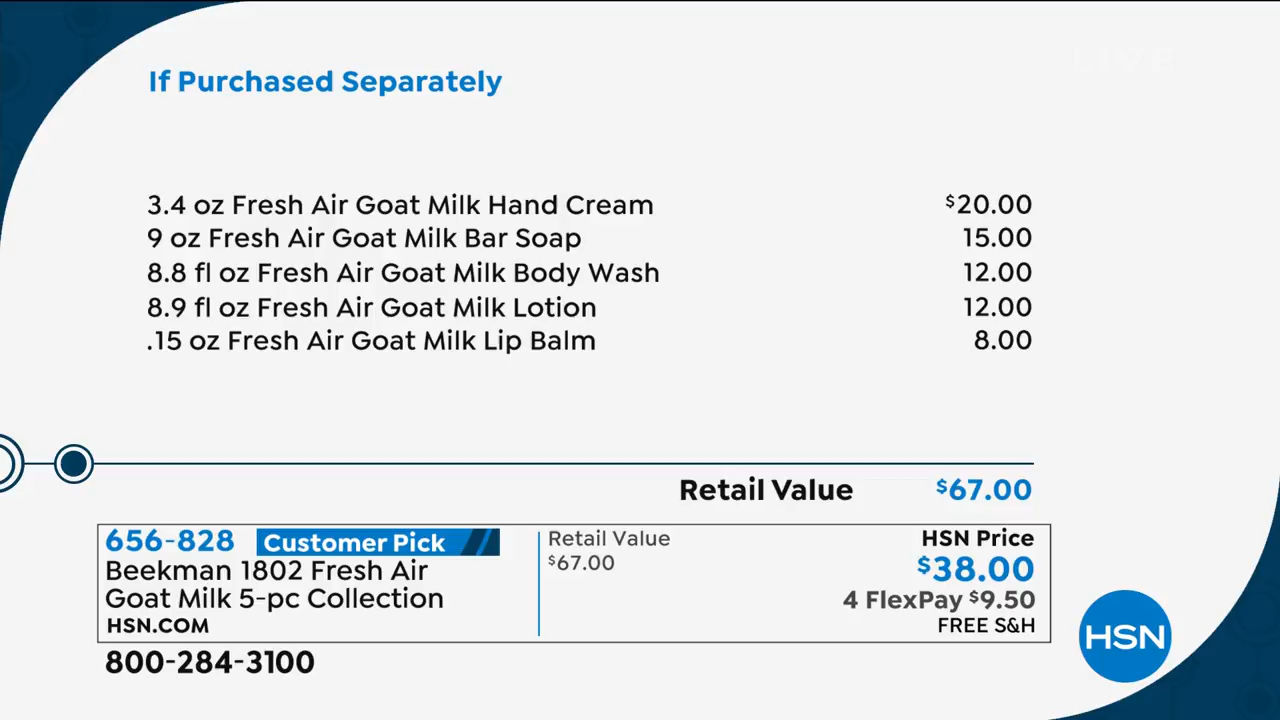 LIVE
If Purchased Separately
3.4 oz Fresh Air Goat Milk Hand Cream $20.00
9 oz Fresh Air Goat Milk Bar Soap 15.00
8.8 fl oz Fresh Air Goat Milk Body Wash 12.00
8.9 fl oz Fresh Air Goat Milk Lotion 12.00
.15 oz Fresh Air Goat Milk Lip Balm 8.00
Retail Value $67.00
656-828 Customer Pick
Beekman 1802 Fresh Air
Goat Milk 5-pc Collection
HSN.COM
Retail Value
$67.00
HSN Price
$38.00
4 FlexPay $9.50
FREE S&H
800-284-3100
HSN